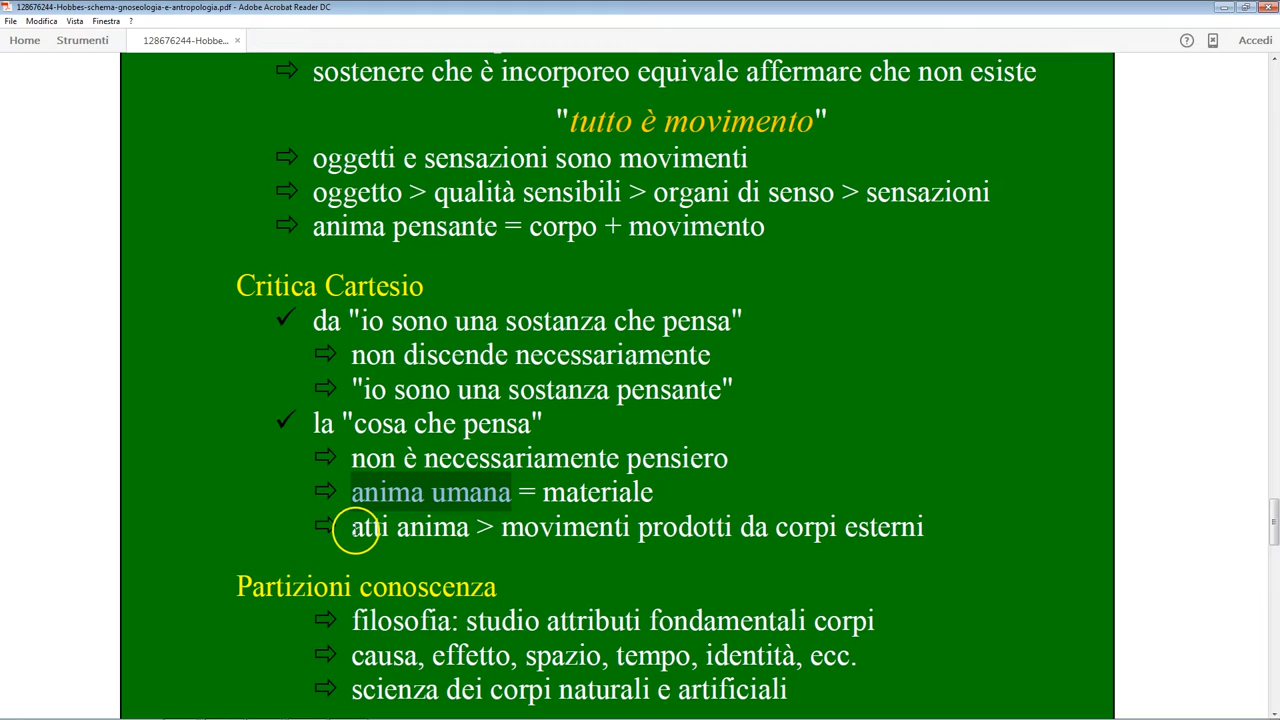 128676244-Hobbes-schema-gnoseologia-e-antropologia.pdf - Adobe Acrobat Reader DC
File Modifica Vista Finestra ?
Home Strumenti 128676244-Hobbe... × ? Accedi
sostenere che è incorporeo equivale affermare che non esiste
"tutto è movimento"
oggetti e sensazioni sono movimenti
oggetto > qualità sensibili > organi di senso > sensazioni
anima pensante = corpo + movimento
Critica Cartesio
da "io sono una sostanza che pensa"
non discende necessariamente
"io sono una sostanza pensante"
la "cosa che pensa"
non è necessariamente pensiero
anima umana = materiale
atti anima > movimenti prodotti da corpi esterni
Partizioni conoscenza
filosofia: studio attributi fondamentali corpi
causa, effetto, spazio, tempo, identità, ecc.
scienza dei corpi naturali e artificiali